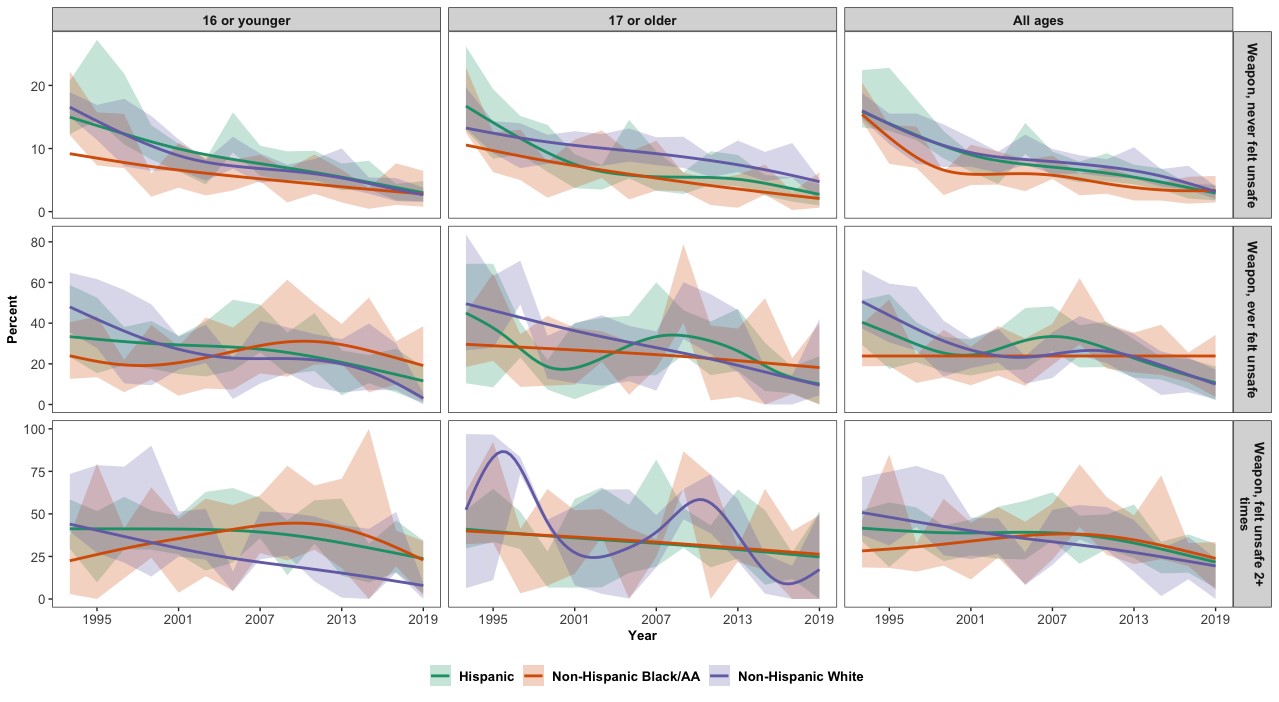 16 or younger
17 or older
All ages
Weapon, never felt unsafe
Weapon, ever felt unsafe
Weapon, felt unsafe 2+
times
Percent
20
10
0
80
60
40
20
0
100
75
50
25
0
1995 2001 2007 2013 2019
1995 2001 2007 2013 2019
1995 2001 2007 2013 2019
Year
Hispanic Non-Hispanic Black/AA Non-Hispanic White